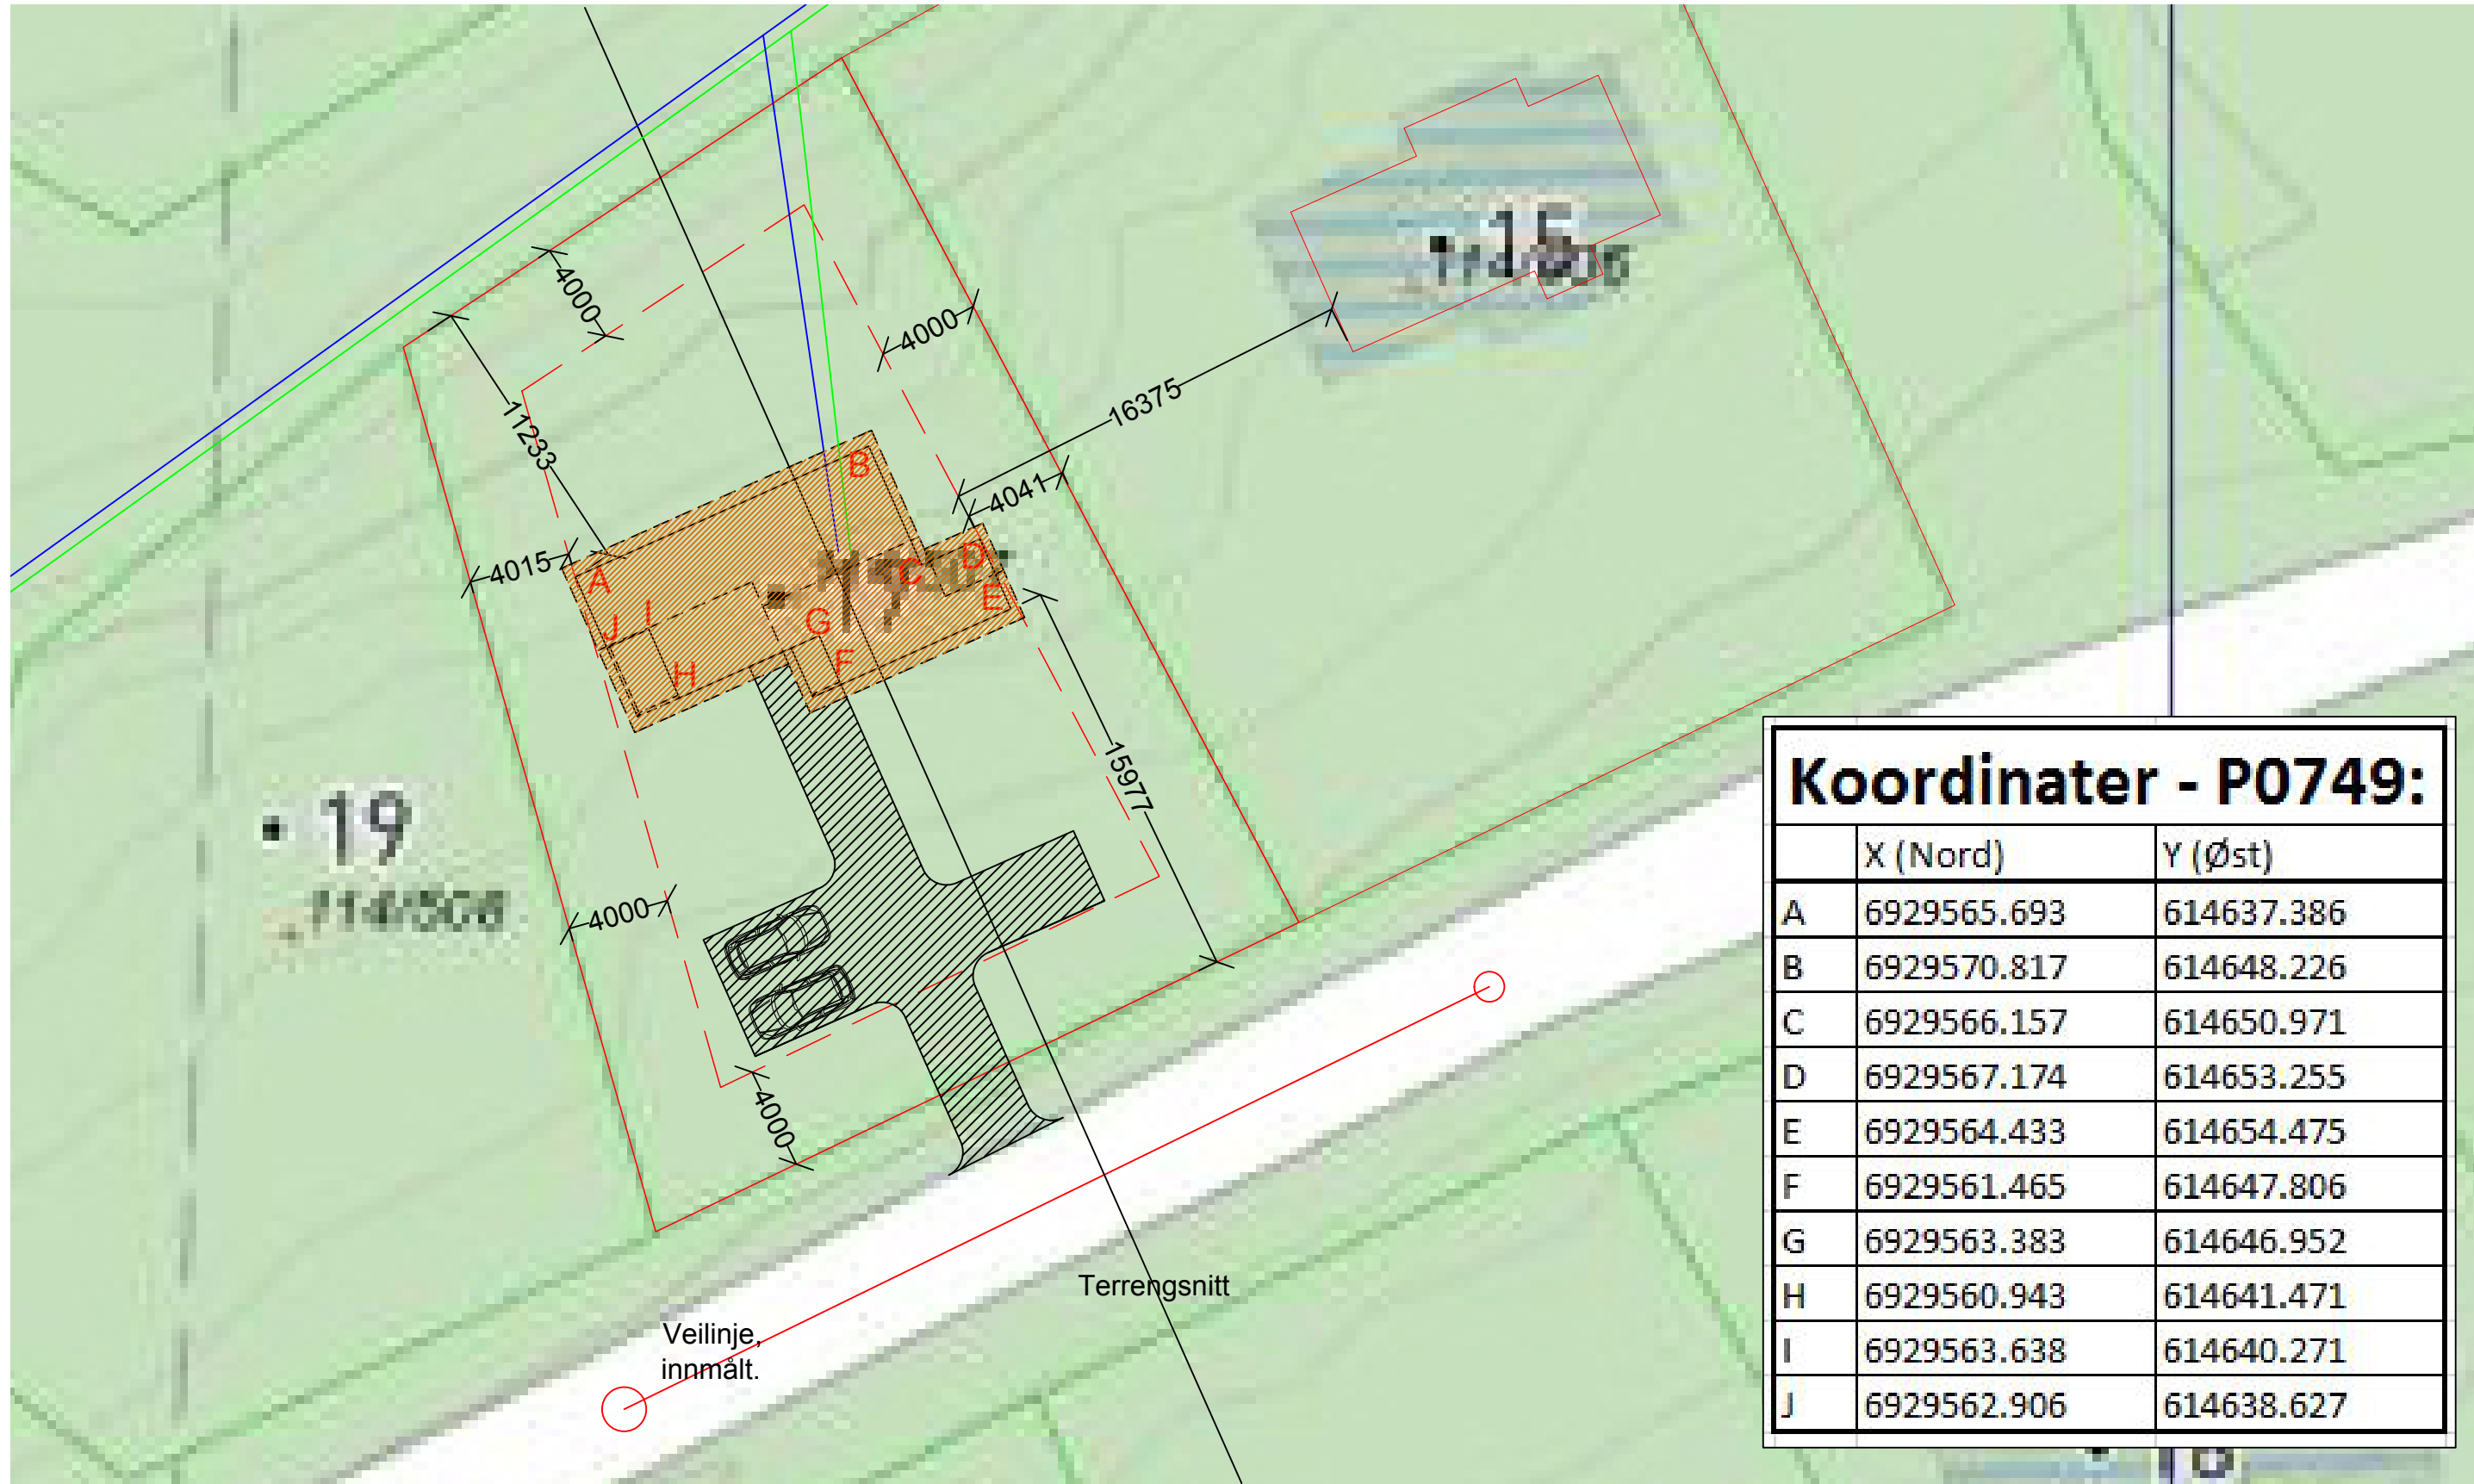 4000
4000
15
16375
11233
B
4041
4015
A
C
D
E
I
J
G
F
H
17
15977
19
4000
4000
Terrengsnitt
Veilinje,
innmålt.
Koordinater - P0749:
X (Nord) Y (Øst)
A 6929565.693 614637.386
B 6929570.817 614648.226
C 6929566.157 614650.971
D 6929567.174 614653.255
E 6929564.433 614654.475
F 6929561.465 614647.806
G 6929563.383 614646.952
H 6929560.943 614641.471
I 6929563.638 614640.271
J 6929562.906 614638.627